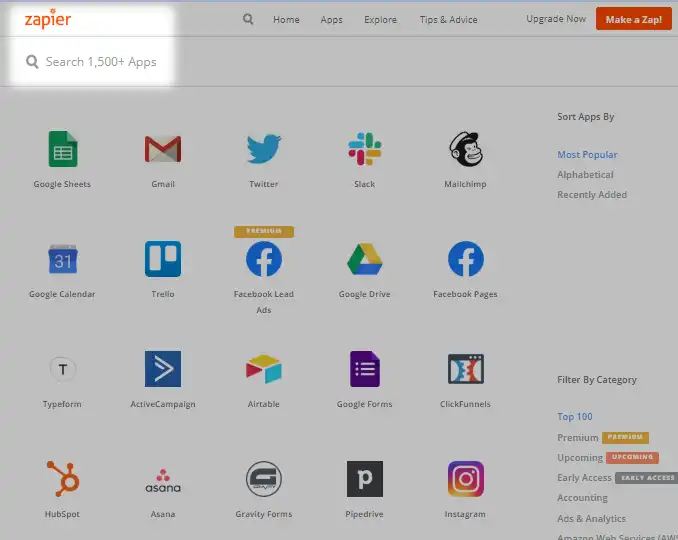 zapier
Home Apps Explore Tips & Advice Upgrade Now Make a Zap!
Search 1,500+ Apps
Sort Apps By
Most Popular
Alphabetical
Recently Added
Google Sheets Gmail Twitter Slack Mailchimp
PREMIUM
31
Google Calendar Trello Facebook Lead Ads Google Drive Facebook Pages
T
Typeform ActiveCampaign Airtable Google Forms ClickFunnels
Filter By Category
Top 100
Premium PREMIUM
Upcoming UPCOMING
Early Access EARLY ACCESS
Accounting
Ads & Analytics
Amazon Web Services (AW
asana
GRAVITY
p
HubSpot Asana Gravity Forms Pipedrive Instagram